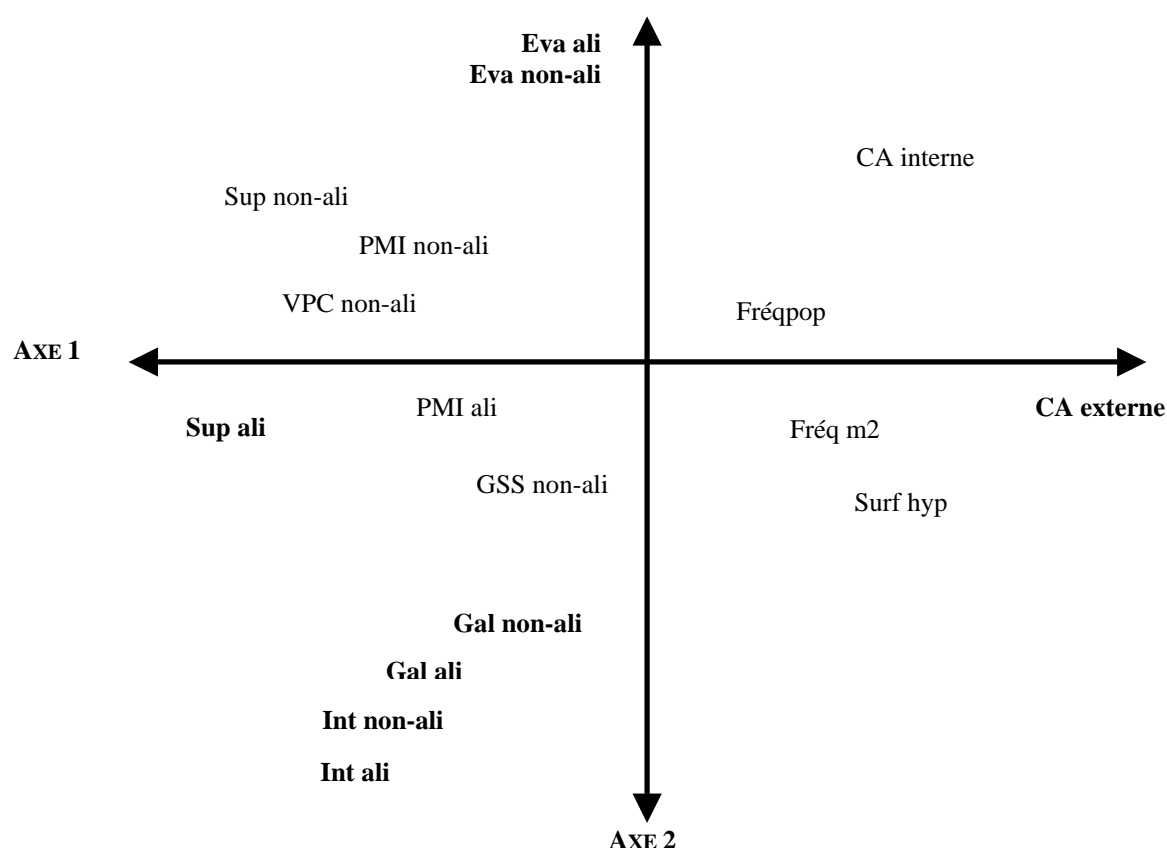 Eva ali
Eva non-ali
CA interne
Sup non-ali
PMI non-ali
VPC non-ali
Fréqpop
AXE 1
PMI ali
CA externe
Sup ali
Fréq m2
GSS non-ali
Surf hyp
Gal non-ali
Gal ali
Int non-ali
Int ali
AXE 2